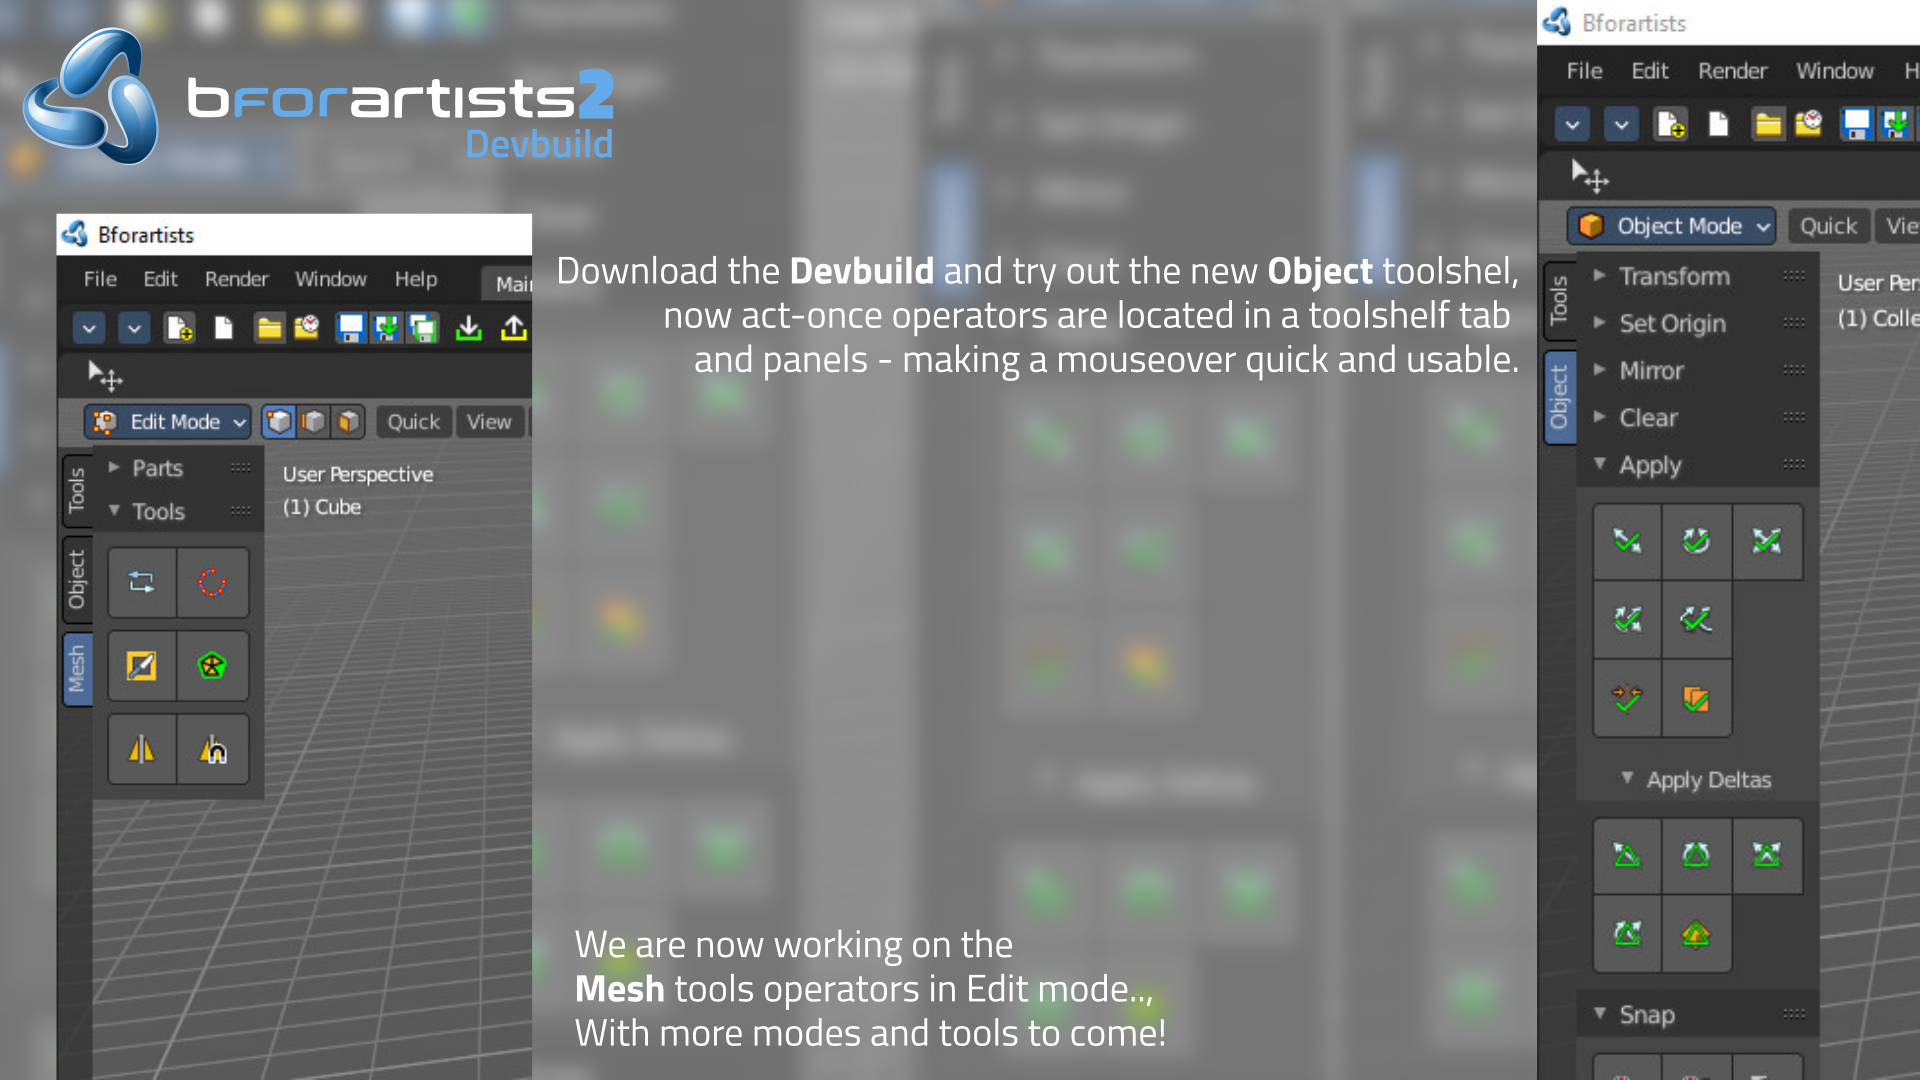 bforartists2
Devbuild
Bforartists
File Edit Render Window Help Mai
Edit Mode Quick View
Tools
Object
Mesh
Parts
Tools
User Perspective
(1) Cube
Download the Devbuild and try out the new Object toolshel,
now act-once operators are located in a toolshelf tab
and panels - making a mouseover quick and usable.
We are now working on the
Mesh tools operators in Edit mode..,
With more modes and tools to come!
Bforartists
File Edit Render Window H
Object Mode Quick Vie
Tools
Object
Transform
Set Origin
Mirror
Clear
Apply
Apply Deltas
Snap
User Pers
(1) Colle